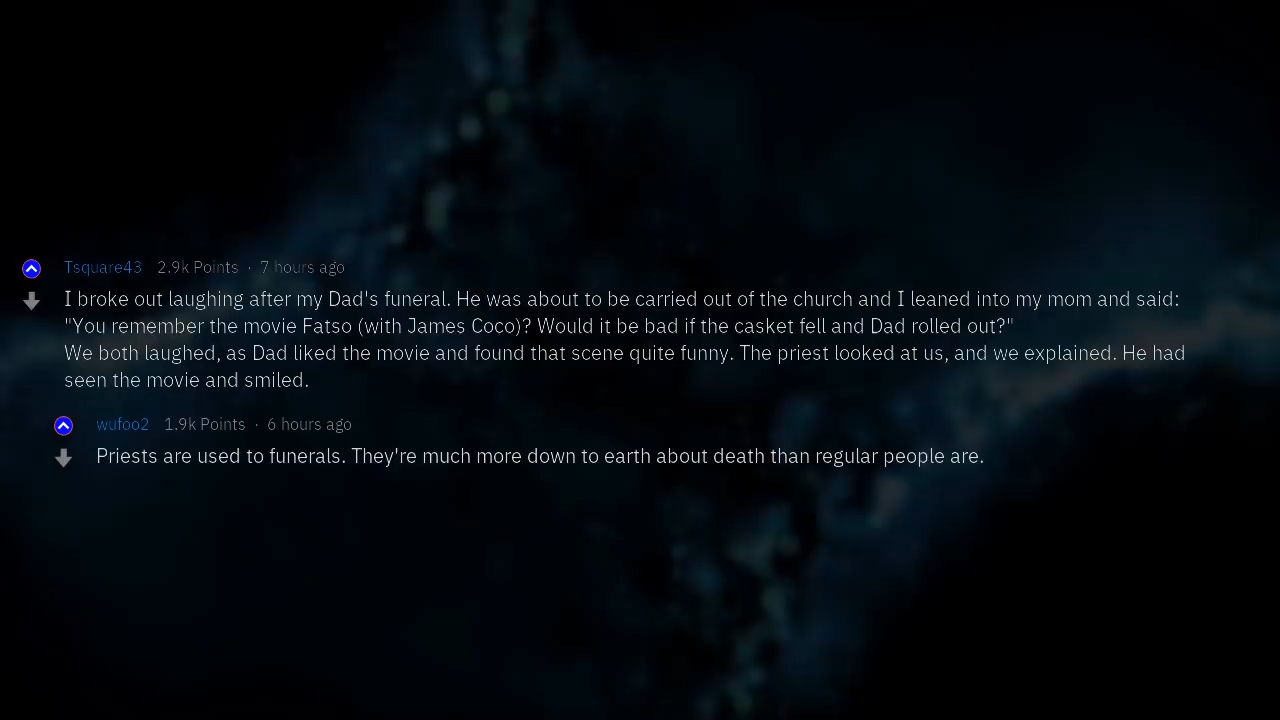 Tsquare43 2.9k Points · 7 hours ago
I broke out laughing after my Dad's funeral. He was about to be carried out of the church and I leaned into my mom and said:
"You remember the movie Fatso (with James Coco)? Would it be bad if the casket fell and Dad rolled out?"
We both laughed, as Dad liked the movie and found that scene quite funny. The priest looked at us, and we explained. He had
seen the movie and smiled.
wufoo2 1.9k Points · 6 hours ago
Priests are used to funerals. They're much more down to earth about death than regular people are.